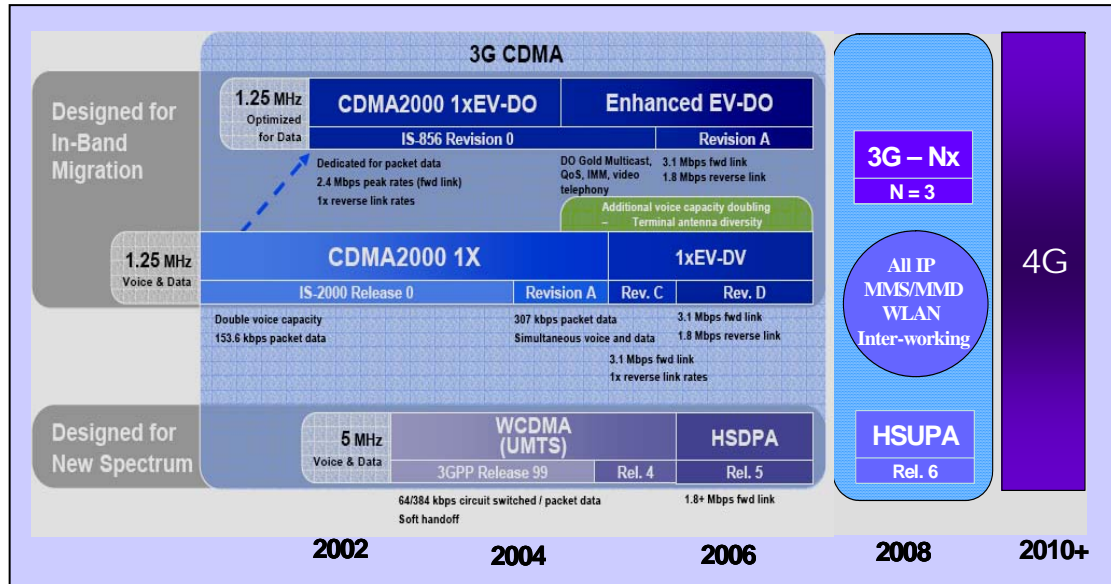 3G CDMA
Designed for
In-Band
Migration
1.25 MHz
Optimized
for Data
CDMA2000 1xEV-DO
Enhanced EV-DO
IS-856 Revision 0
Revision A
Dedicated for packet data
2.4 Mbps peak rates (fwd link)
1x reverse link rates
DO Gold Multicast,
QoS, IMM, video
telephony
3.1 Mbps fwd link
1.8 Mbps reverse link
Additional voice capacity doubling
– Terminal antenna diversity
1.25 MHz
Voice & Data
CDMA2000 1X
1xEV-DV
IS-2000 Release 0
Revision A
Rev. C
Rev. D
Double voice capacity
153.6 kbps packet data
307 kbps packet data
Simultaneous voice and data
3.1 Mbps fwd link
1.8 Mbps reverse link
3.1 Mbps fwd link
1x reverse link rates
Designed for
New Spectrum
5 MHz
Voice & Data
WCDMA
(UMTS)
HSDPA
3GPP Release 99
Rel. 4
Rel. 5
64/384 kbps circuit switched / packet data
Soft handoff
1.8+ Mbps fwd link
3G – Nx
N = 3
All IP
MMS/MMD
WLAN
Inter-working
HSUPA
Rel. 6
4G
2002
2004
2006
2008
2010+